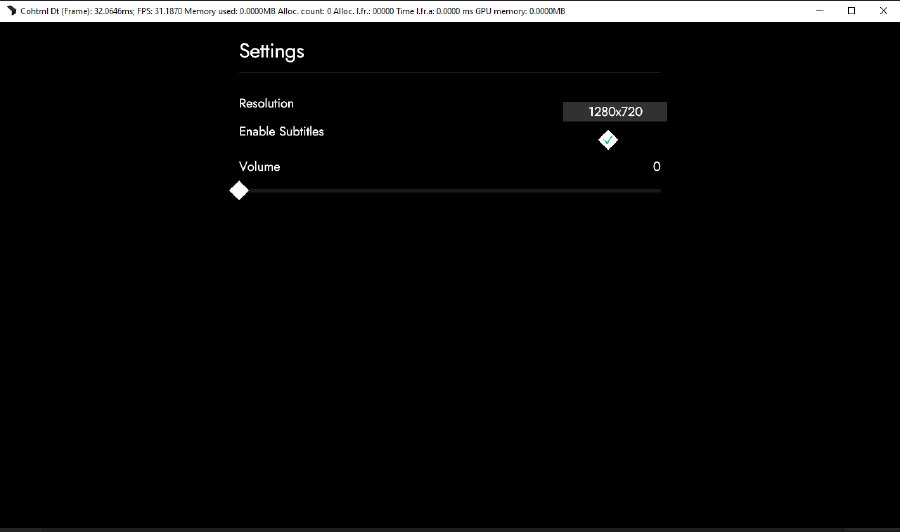 Cohtml Dt (Frame): 32.0646ms; FPS: 31.1870 Memory used: 0.0000MB Alloc. count: 0 Alloc. l.fr.: 00000 Time l.fr.a: 0.0000 ms GPU memory: 0.0000MB
Settings
Resolution
1280x720
Enable Subtitles
Volume 0